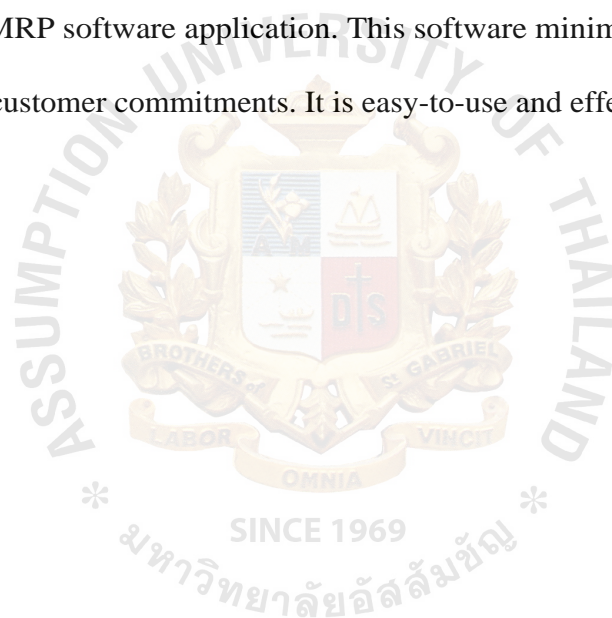 MRP software application. This software minim
customer commitments. It is easy-to-use and effe
ASSUMPTION UNIVERSITY OF THAILAND
A M
D S
BROTHERS of St GABRIEL
LABOR OMNIA VINCIT
SINCE 1969
* มหาวิทยาลัยอัสสัมชัญ *